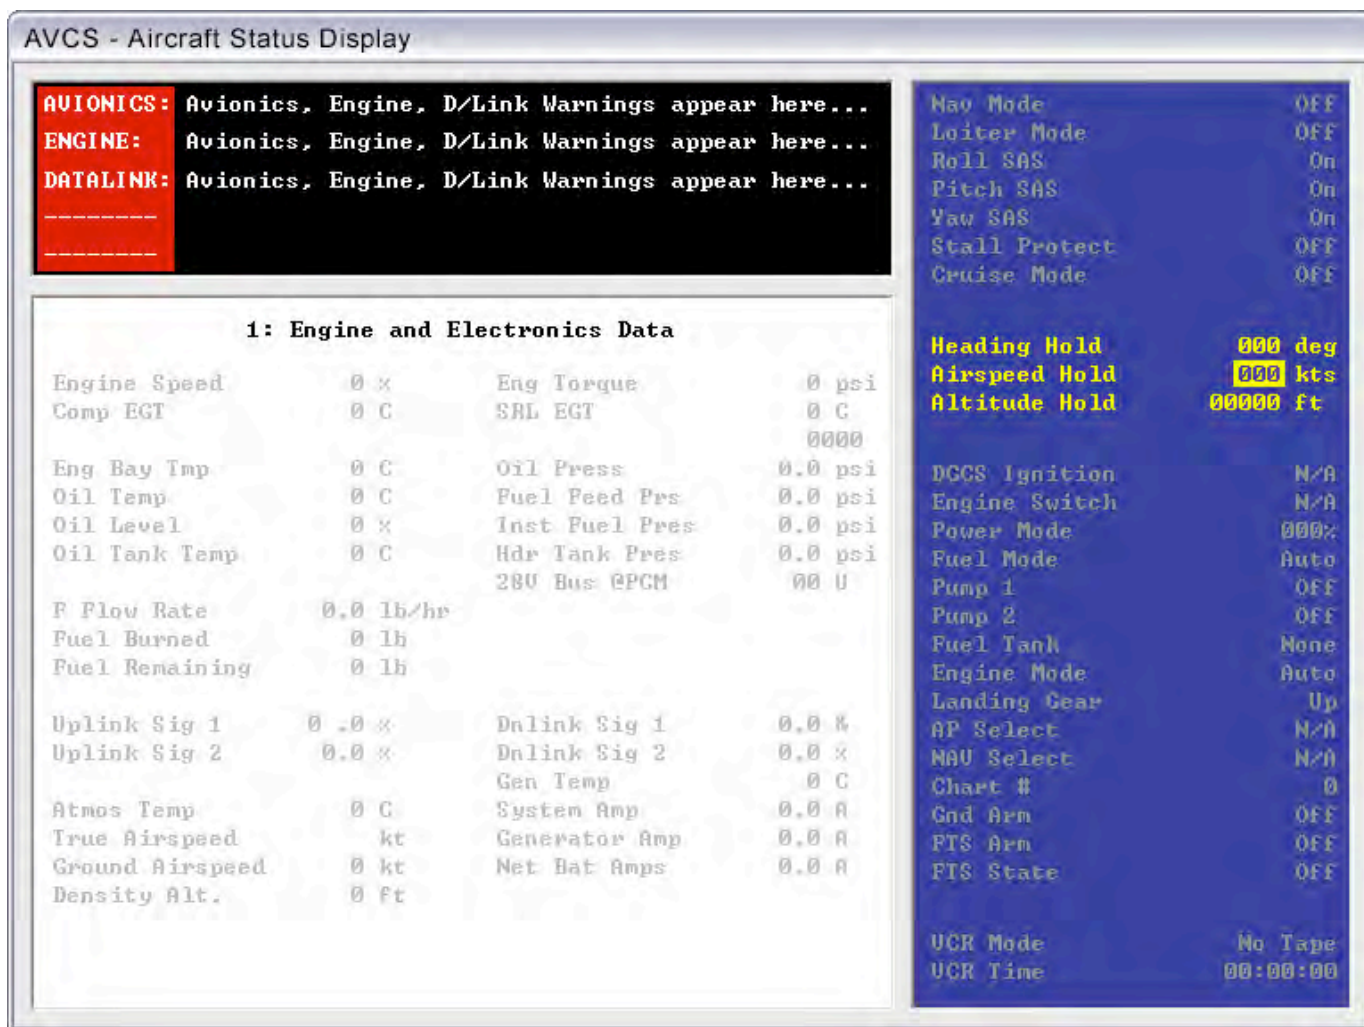 AVCS - Aircraft Status Display
AVIONICS: Avionics, Engine, D/Link Warnings appear here...
ENGINE: Avionics, Engine, D/Link Warnings appear here...
DATALINK: Avionics, Engine, D/Link Warnings appear here...
--------
--------
1: Engine and Electronics Data
Engine Speed 0 % Eng Torque 0 psi
Comp EGT 0 C SRL EGT 0 C
0000
Eng Bay Tmp 0 C Oil Press 0.0 psi
Oil Temp 0 C Fuel Feed Prs 0.0 psi
Oil Level 0 % Inst Fuel Pres 0.0 psi
Oil Tank Temp 0 C Hdr Tank Pres 0.0 psi
28V Bus @PCM 00 V
F Flow Rate 0.0 lb/hr
Fuel Burned 0 lb
Fuel Remaining 0 lb
Uplink Sig 1 0 .0 % Dnlink Sig 1 0.0 &
Uplink Sig 2 0.0 % Dnlink Sig 2 0.0 %
Gen Temp 0 C
Atmos Temp 0 C System Amp 0.0 A
True Airspeed kt Generator Amp 0.0 A
Ground Airspeed 0 kt Net Bat Amps 0.0 A
Density Alt. 0 ft
Nav Mode Off
Loiter Mode Off
Roll SAS On
Pitch SAS On
Yaw SAS On
Stall Protect Off
Cruise Mode Off
Heading Hold 000 deg
Airspeed Hold 000 kts
Altitude Hold 00000 ft
DGCS Ignition N/A
Engine Switch N/A
Power Mode 000%
Fuel Mode Auto
Pump 1 Off
Pump 2 Off
Fuel Tank None
Engine Mode Auto
Landing Gear Up
AP Select N/A
NAV Select N/A
Chart # 0
Gnd Arm Off
FTS Arm Off
FTS State Off
VCR Mode No Tape
VCR Time 00:00:00